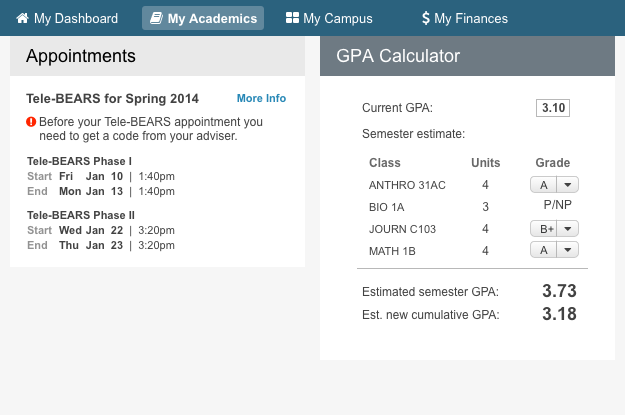 My Dashboard My Academics My Campus $ My Finances
Appointments
Tele-BEARS for Spring 2014 More Info
Before your Tele-BEARS appointment you
need to get a code from your adviser.
Tele-BEARS Phase I
Start Fri Jan 10 | 1:40pm
End Mon Jan 13 | 1:40pm
Tele-BEARS Phase II
Start Wed Jan 22 | 3:20pm
End Thu Jan 23 | 3:20pm
GPA Calculator
Current GPA: 3.10
Semester estimate:
Class Units Grade
ANTHRO 31AC 4 A
BIO 1A 3 P/NP
JOURN C103 4 B+
MATH 1B 4 A
Estimated semester GPA: 3.73
Est. new cumulative GPA: 3.18